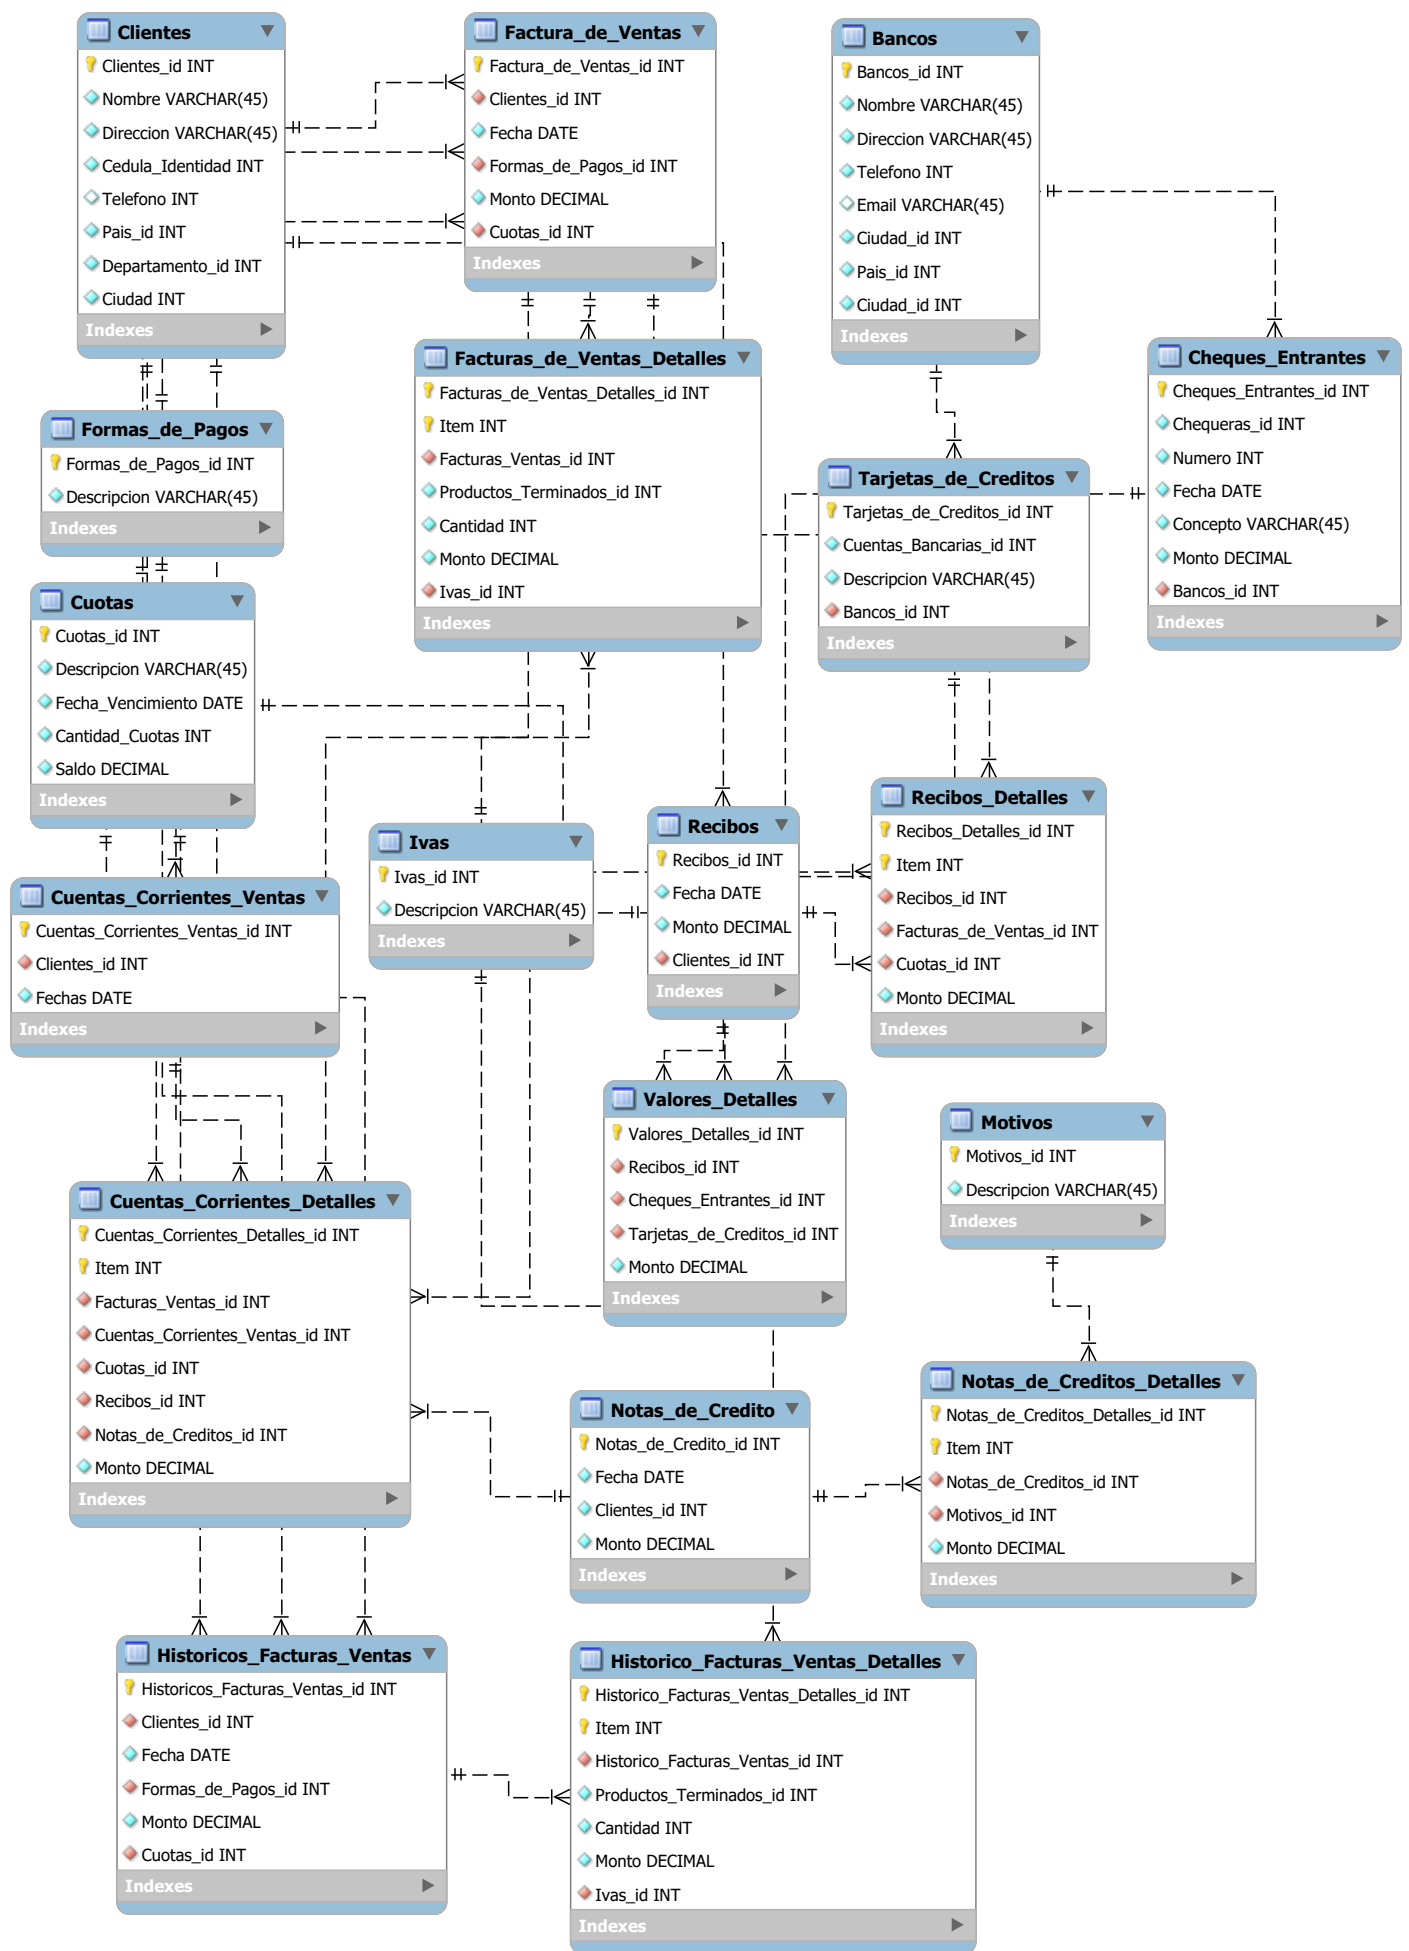 Clientes
Clientes_id INT
Nombre VARCHAR(45)
Direccion VARCHAR(45)
Cedula_Identidad INT
Telefono INT
Pais_id INT
Departamento_id INT
Ciudad INT
Indexes
Factura_de_Ventas
Factura_de_Ventas_id INT
Clientes_id INT
Fecha DATE
Formas_de_Pagos_id INT
Monto DECIMAL
Cuotas_id INT
Indexes
Bancos
Bancos_id INT
Nombre VARCHAR(45)
Direccion VARCHAR(45)
Telefono INT
Email VARCHAR(45)
Ciudad_id INT
Pais_id INT
Ciudad_id INT
Indexes
Facturas_de_Ventas_Detalles
Facturas_de_Ventas_Detalles_id INT
Item INT
Facturas_Ventas_id INT
Productos_Terminados_id INT
Cantidad INT
Monto DECIMAL
Ivas_id INT
Indexes
Cheques_Entrantes
Cheques_Entrantes_id INT
Chequeras_id INT
Numero INT
Fecha DATE
Concepto VARCHAR(45)
Monto DECIMAL
Bancos_id INT
Indexes
Formas_de_Pagos
Formas_de_Pagos_id INT
Descripcion VARCHAR(45)
Indexes
Tarjetas_de_Creditos
Tarjetas_de_Creditos_id INT
Cuentas_Bancarias_id INT
Descripcion VARCHAR(45)
Bancos_id INT
Indexes
Cuotas
Cuotas_id INT
Descripcion VARCHAR(45)
Fecha_Vencimiento DATE
Cantidad_Cuotas INT
Saldo DECIMAL
Indexes
Recibos_Detalles
Recibos_Detalles_id INT
Item INT
Recibos_id INT
Facturas_de_Ventas_id INT
Cuotas_id INT
Monto DECIMAL
Indexes
Recibos
Recibos_id INT
Fecha DATE
Monto DECIMAL
Clientes_id INT
Indexes
Ivas
Ivas_id INT
Descripcion VARCHAR(45)
Indexes
Cuentas_Corrientes_Ventas
Cuentas_Corrientes_Ventas_id INT
Clientes_id INT
Fechas DATE
Indexes
Valores_Detalles
Valores_Detalles_id INT
Recibos_id INT
Cheques_Entrantes_id INT
Tarjetas_de_Creditos_id INT
Monto DECIMAL
Indexes
Motivos
Motivos_id INT
Descripcion VARCHAR(45)
Indexes
Cuentas_Corrientes_Detalles
Cuentas_Corrientes_Detalles_id INT
Item INT
Facturas_Ventas_id INT
Cuentas_Corrientes_Ventas_id INT
Cuotas_id INT
Recibos_id INT
Notas_de_Creditos_id INT
Monto DECIMAL
Indexes
Notas_de_Credito
Notas_de_Credito_id INT
Fecha DATE
Clientes_id INT
Monto DECIMAL
Indexes
Notas_de_Creditos_Detalles
Notas_de_Creditos_Detalles_id INT
Item INT
Notas_de_Creditos_id INT
Motivos_id INT
Monto DECIMAL
Indexes
Historicos_Facturas_Ventas
Historicos_Facturas_Ventas_id INT
Clientes_id INT
Fecha DATE
Formas_de_Pagos_id INT
Monto DECIMAL
Cuotas_id INT
Indexes
Historico_Facturas_Ventas_Detalles
Historico_Facturas_Ventas_Detalles_id INT
Item INT
Historico_Facturas_Ventas_id INT
Productos_Terminados_id INT
Cantidad INT
Monto DECIMAL
Ivas_id INT
Indexes